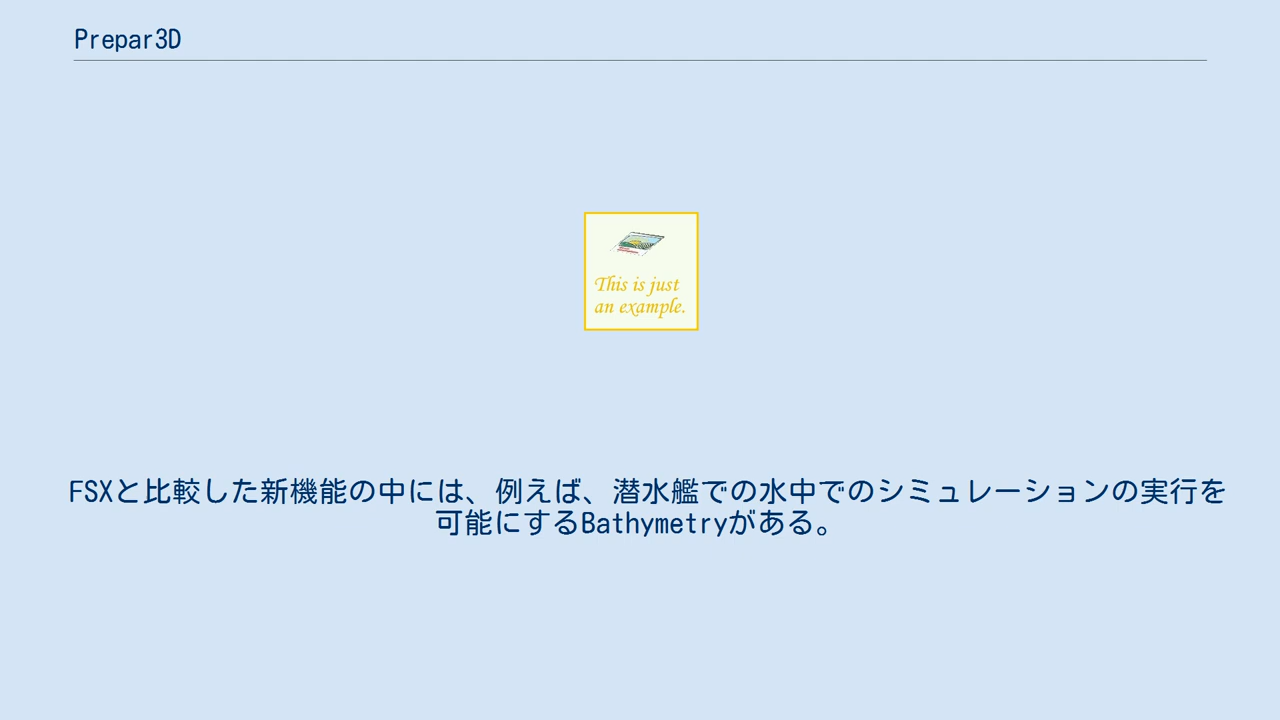 Prepar3D
This is just
an example.
FSXと比較した新機能の中には、例えば、潜水艦での水中でのシミュレーションの実行を
可能にするBathymetryがある。